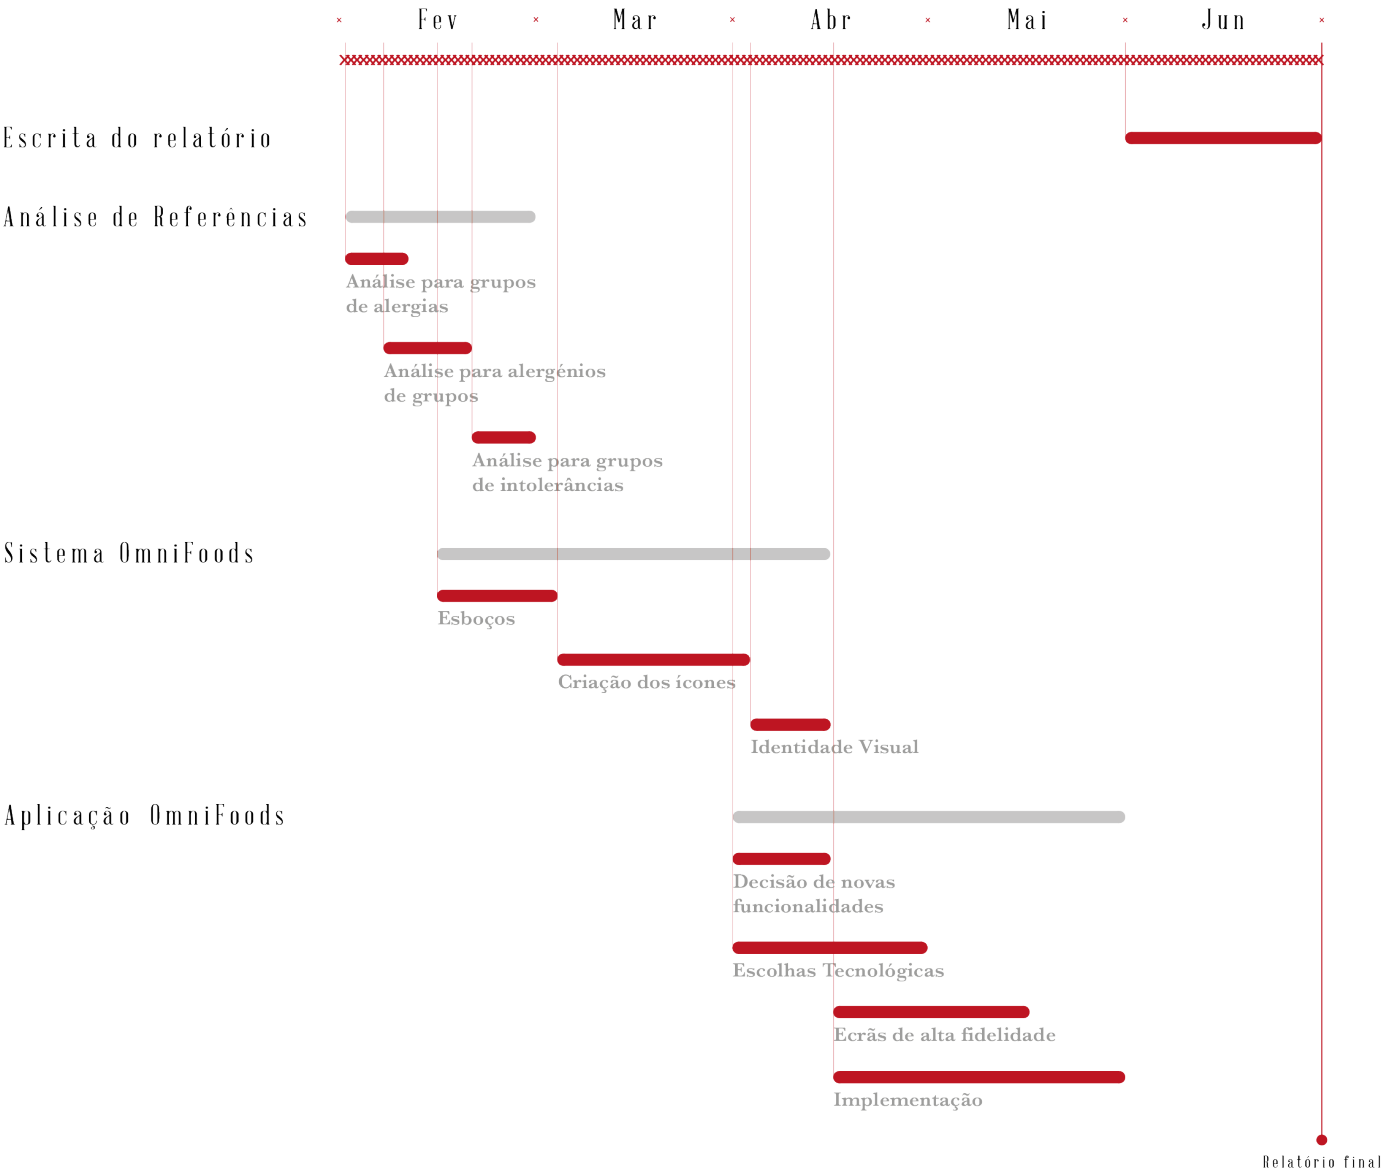 Fev Mar Abr Mai Jun
Escrita do relatório
Análise de Referências
Análise para grupos
de alergias
Análise para alergénios
de grupos
Análise para grupos
de intolerâncias
Sistema OmniFoods
Esboços
Criação dos ícones
Identidade Visual
Aplicação OmniFoods
Decisão de novas
funcionalidades
Escolhas Tecnológicas
Ecrãs de alta fidelidade
Implementação
Relatório final